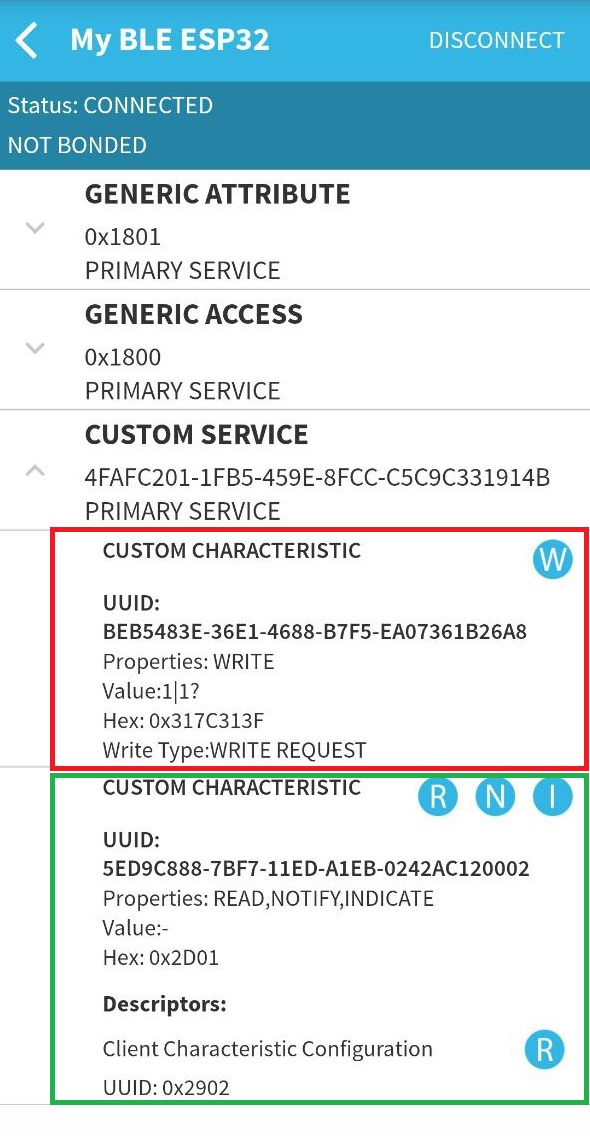 My BLE ESP32 DISCONNECT
Status: CONNECTED
NOT BONDED
GENERIC ATTRIBUTE
0x1801
PRIMARY SERVICE
GENERIC ACCESS
0x1800
PRIMARY SERVICE
CUSTOM SERVICE
4FAFC201-1FB5-459E-8FCC-C5C9C331914B
PRIMARY SERVICE
CUSTOM CHARACTERISTIC W
UUID:
BEB5483E-36E1-4688-B7F5-EA07361B26A8
Properties: WRITE
Value:1|1?
Hex: 0x317C313F
Write Type:WRITE REQUEST
CUSTOM CHARACTERISTIC R N I
UUID:
5ED9C888-7BF7-11ED-A1EB-0242AC120002
Properties: READ,NOTIFY,INDICATE
Value:-
Hex: 0x2D01
Descriptors:
Client Characteristic Configuration R
UUID: 0x2902